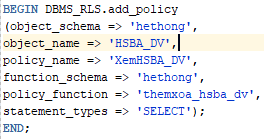 BEGIN DBMS_RLS.add_policy
(object_schema => 'hethong',
object_name => 'HSBA_DV',
policy_name => 'XemHSBA_DV',
function_schema => 'hethong',
policy_function => 'themxoa_hsba_dv',
statement_types => 'SELECT');
END;